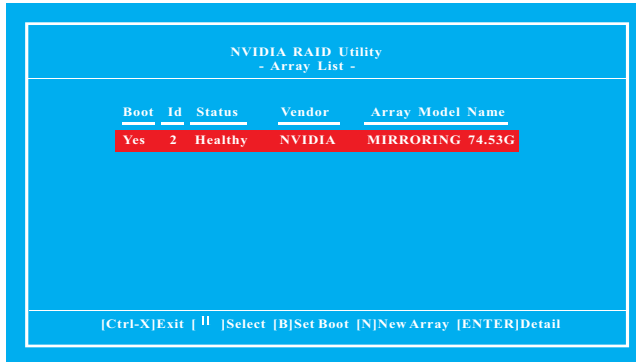 NVIDIA RAID Utility
- Array List -
Boot Id Status Vendor Array Model Name
Yes 2 Healthy NVIDIA MIRRORING 74.53G
[Ctrl-X]Exit [ ]Select [B]Set Boot [N]New Array [ENTER]Detail